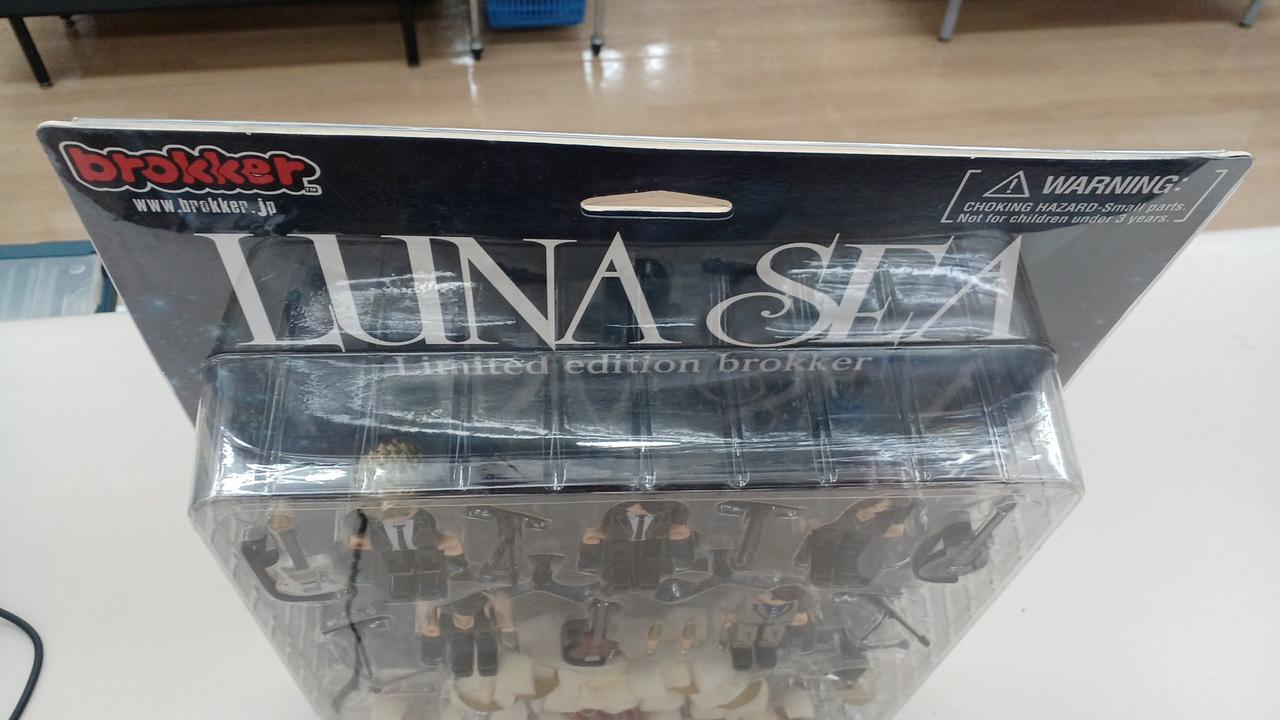 brokker™
www.brokker.jp
WARNING:
CHOKING HAZARD-Small parts.
Not for children under 3 years.
LUNA SEA
Limited edition brokker